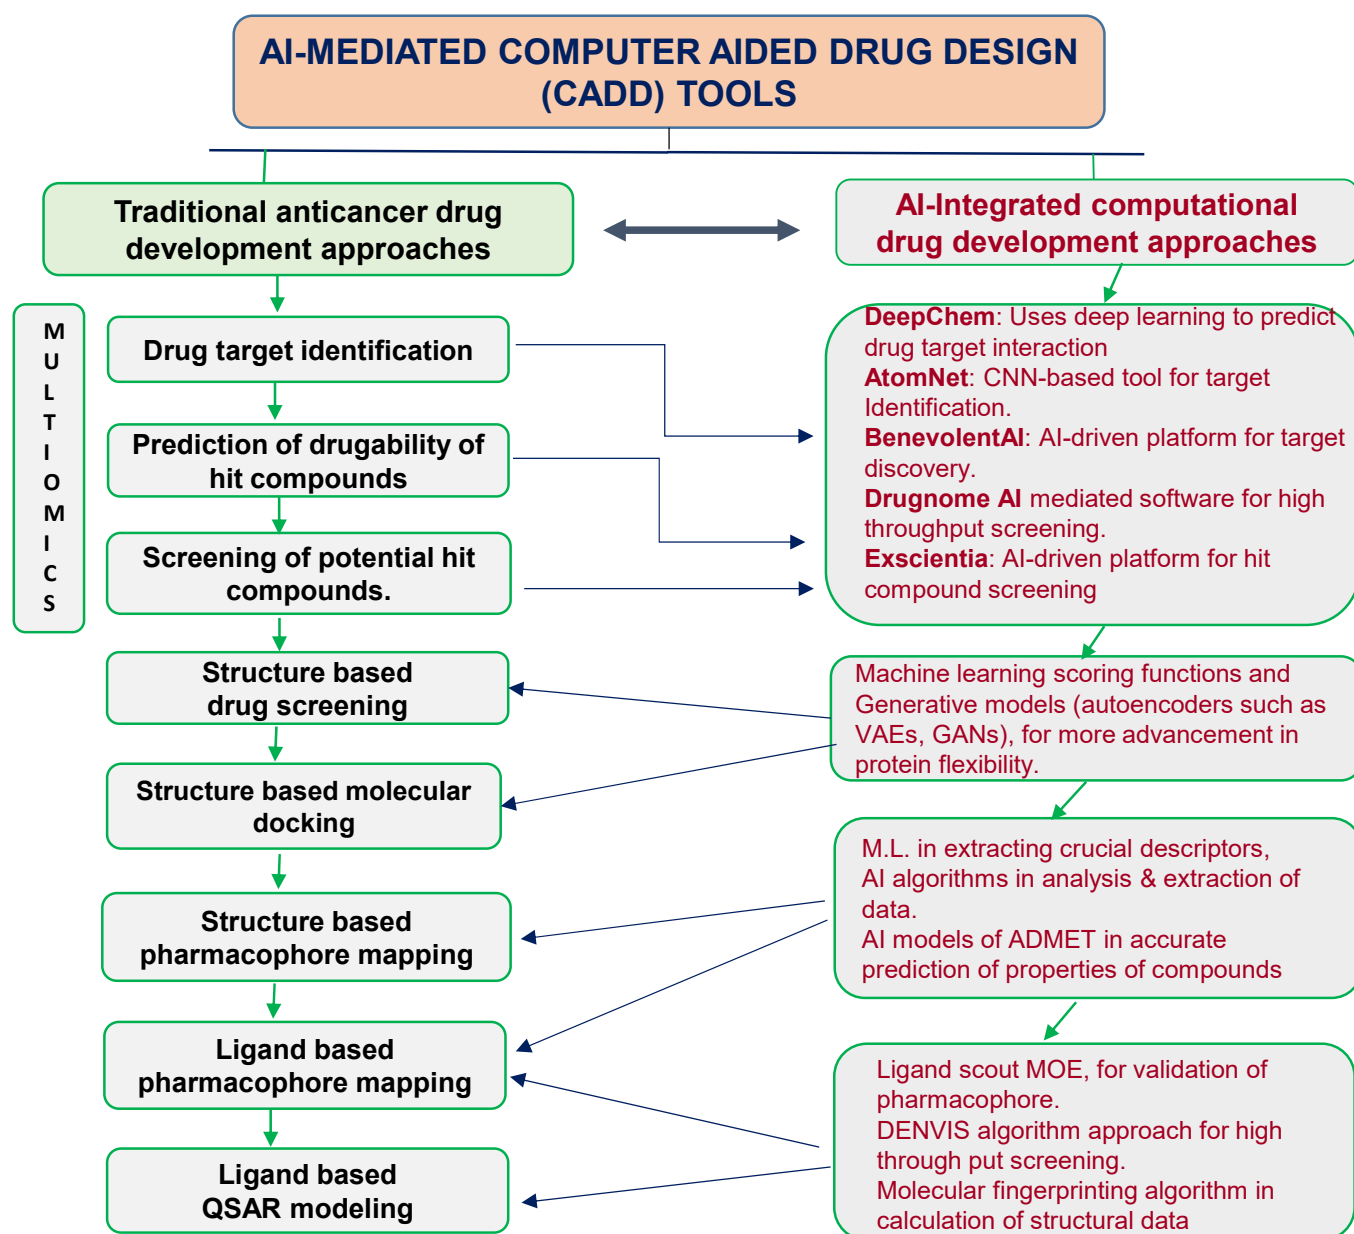 AI-MEDIATED COMPUTER AIDED DRUG DESIGN
(CADD) TOOLS
Traditional anticancer drug
development approaches
AI-Integrated computational
drug development approaches
M
U
L
T
I
O
M
I
C
S
Drug target identification
Prediction of drugability of
hit compounds
Screening of potential hit
compounds.
Structure based
drug screening
Structure based molecular
docking
Structure based
pharmacophore mapping
Ligand based
pharmacophore mapping
Ligand based
QSAR modeling
DeepChem: Uses deep learning to predict
drug target interaction
AtomNet: CNN-based tool for target
Identification.
BenevolentAI: AI-driven platform for target
discovery.
Drugnome AI mediated software for high
throughput screening.
Exscientia: AI-driven platform for hit
compound screening
Machine learning scoring functions and
Generative models (autoencoders such as
VAEs, GANs), for more advancement in
protein flexibility.
M.L. in extracting crucial descriptors,
AI algorithms in analysis & extraction of
data.
AI models of ADMET in accurate
prediction of properties of compounds
Ligand scout MOE, for validation of
pharmacophore.
DENVIS algorithm approach for high
through put screening.
Molecular fingerprinting algorithm in
calculation of structural data